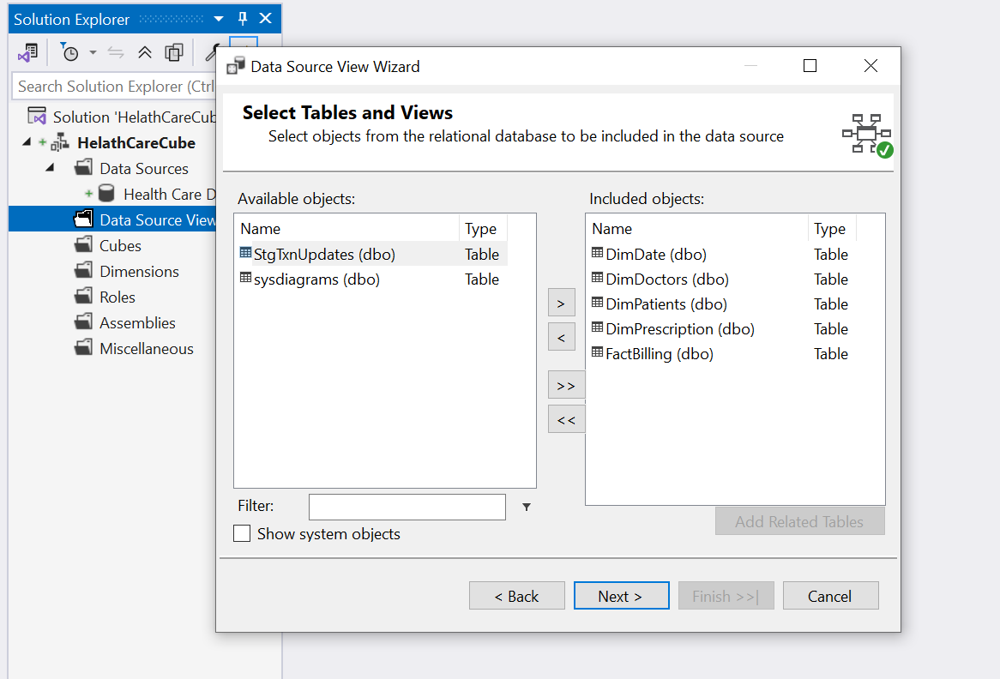 Solution Explorer
Search Solution Explorer (Ctrl
Solution 'HelathCareCub
HelathCareCube
Data Sources
Health Care D
Data Source View
Cubes
Dimensions
Roles
Assemblies
Miscellaneous
Data Source View Wizard
Select Tables and Views
Select objects from the relational database to be included in the data source
Available objects:
Name Type
StgTxnUpdates (dbo) Table
sysdiagrams (dbo) Table
Filter:
Show system objects
>
<
>>
<<
Included objects:
Name Type
DimDate (dbo) Table
DimDoctors (dbo) Table
DimPatients (dbo) Table
DimPrescription (dbo) Table
FactBilling (dbo) Table
Add Related Tables
< Back Next > Finish >>| Cancel